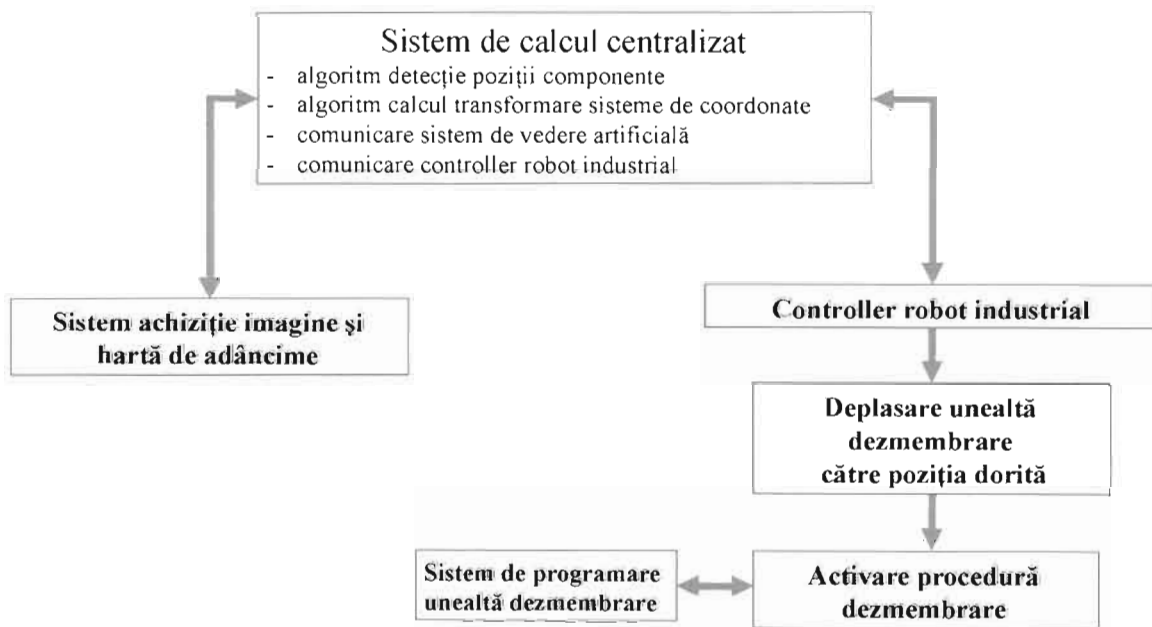 Sistem de calcul centralizat
- algoritm detecție poziții componente
- algoritm calcul transformare sisteme de coordonate
- comunicare sistem de vedere artificială
- comunicare controller robot industrial
Sistem achiziție imagine și
hartă de adâncime
Controller robot industrial
Deplasare unealtă
dezmembrare
către poziția dorită
Sistem de programare
unealtă dezmembrare
Activare procedură
dezmembrare